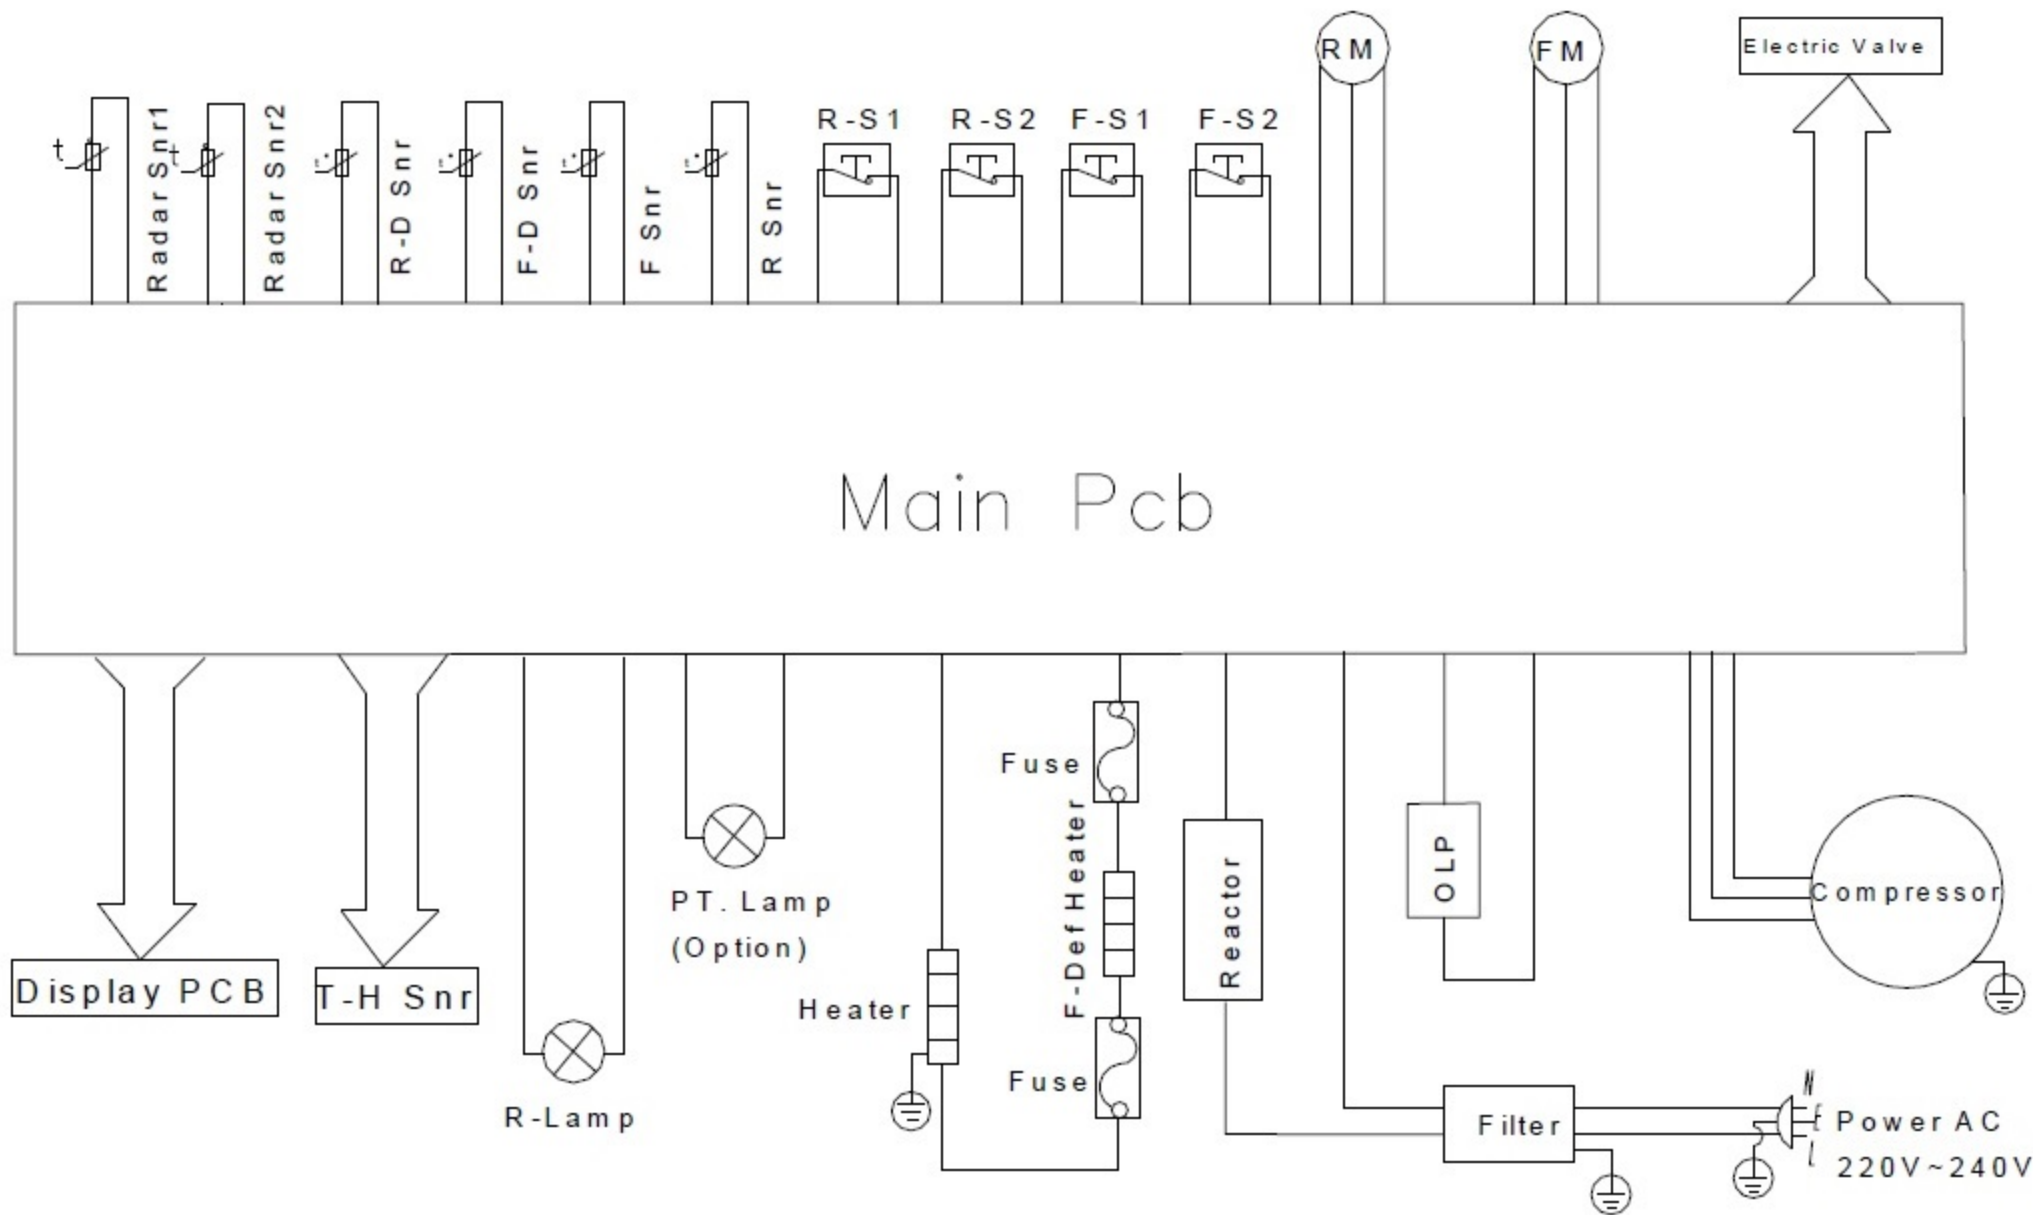 RM
FM
Electric Valve
t
Radar Snr1
t
Radar Snr2
R-D Snr
F-D Snr
F Snr
R Snr
R-S1
R-S2
F-S1
F-S2
Main Pcb
Display PCB
T-H Snr
R-Lamp
PT. Lamp
(Option)
Heater
Fuse
F-Def Heater
Fuse
Reactor
OLP
Compressor
Filter
N
E
L
Power AC
220V~240V